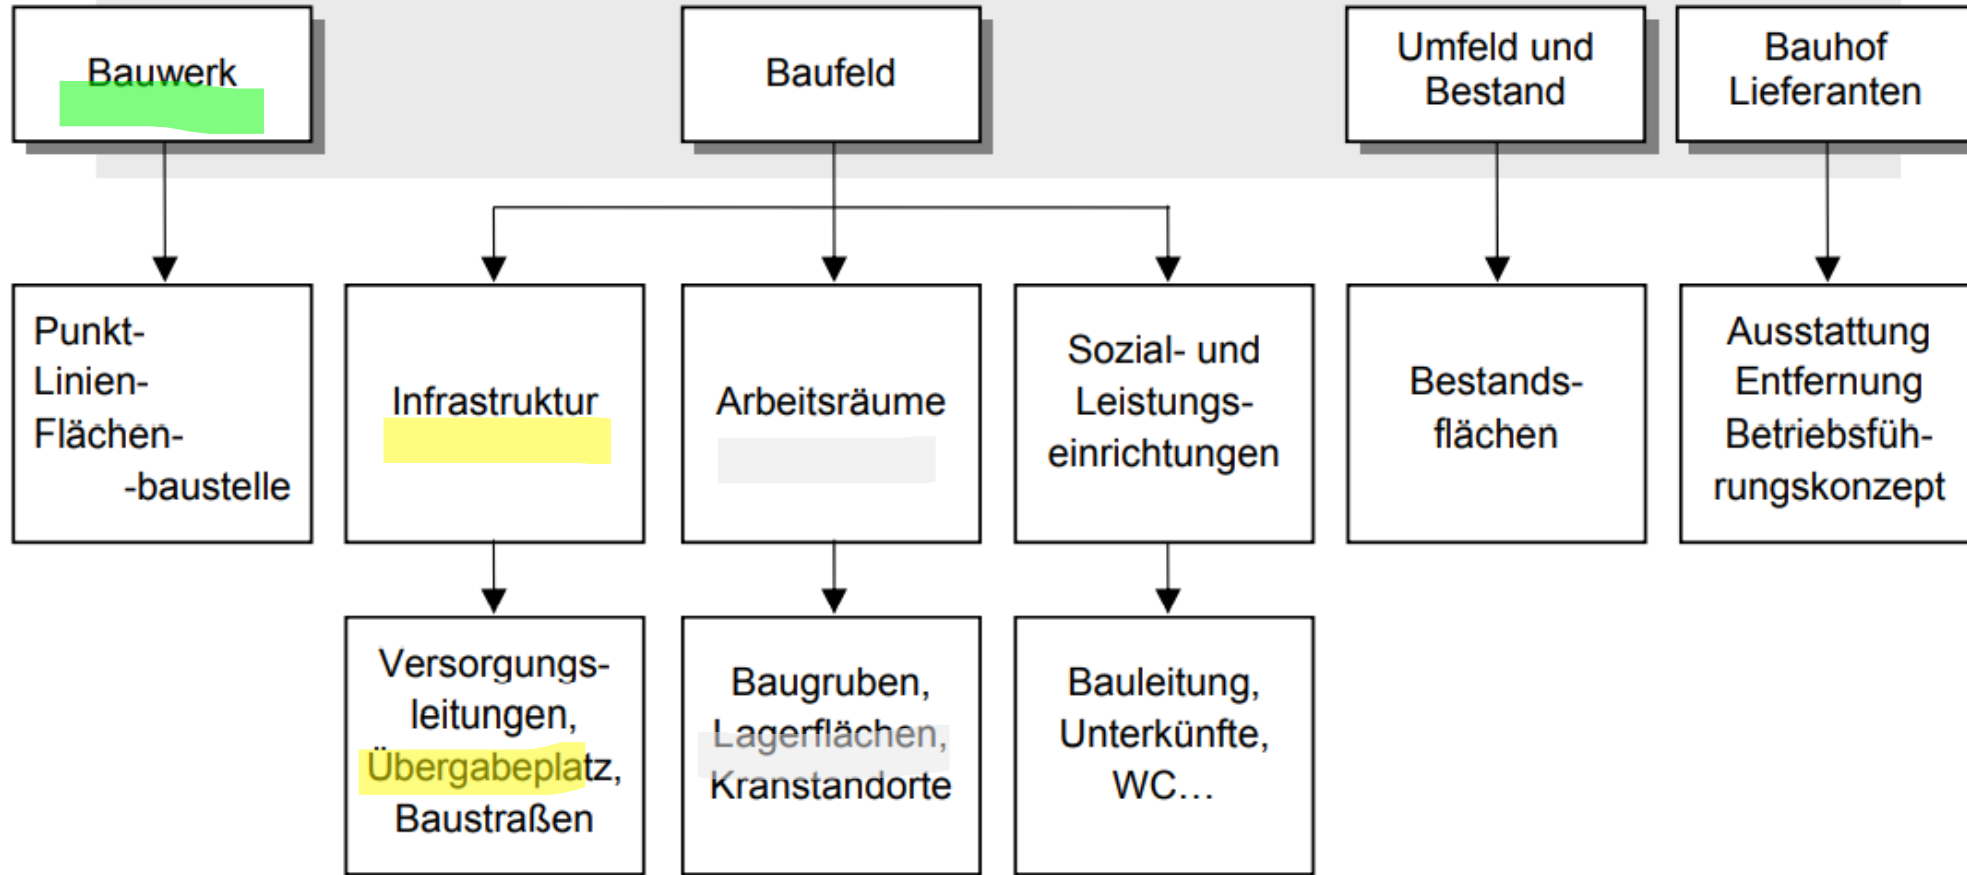 Bauwerk
Baufeld
Umfeld und
Bestand
Bauhof
Lieferanten
Punkt-
Linien-
Flächen-
-baustelle
Infrastruktur
Arbeitsräume
Sozial- und
Leistungs-
einrichtungen
Bestands-
flächen
Ausstattung
Entfernung
Betriebsfüh-
rungskonzept
Versorgungs-
leitungen,
Übergabeplatz,
Baustraßen
Baugruben,
Lagerflächen,
Kranstandorte
Bauleitung,
Unterkünfte,
WC…